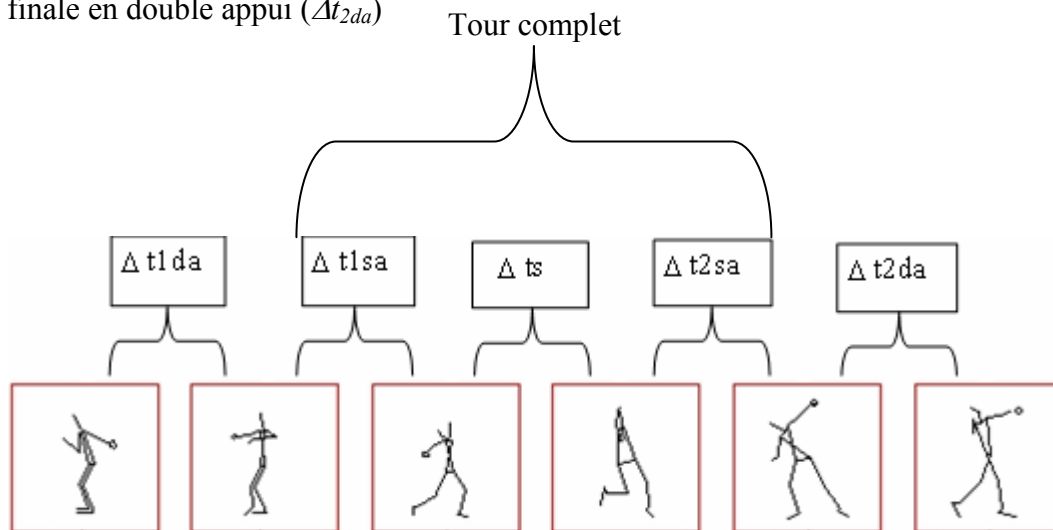 finale en double appui (Δt2da)
Tour complet
Δ t1da
Δ t1sa
Δ ts
Δ t2sa
Δ t2da